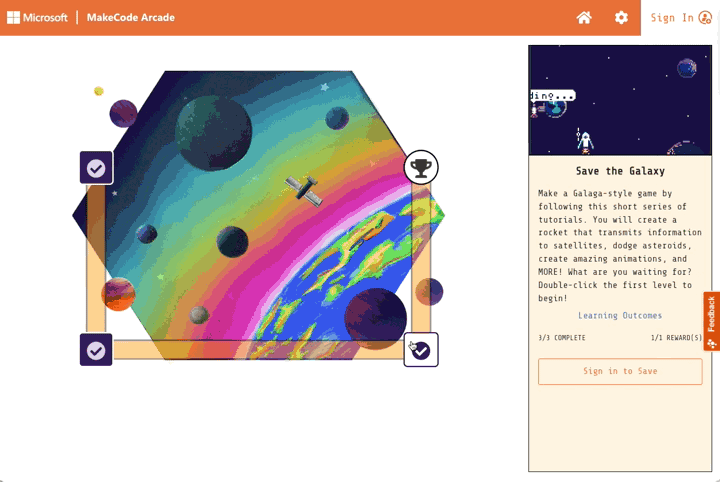 Microsoft | MakeCode Arcade
Sign In
ding...
Save the Galaxy
Make a Galaga-style game by
following this short series of
tutorials. You will create a
rocket that transmits information
to satellites, dodge asteroids,
create amazing animations, and
MORE! What are you waiting for?
Double-click the first level to
begin!
Learning Outcomes
3/3 COMPLETE 1/1 REWARD(S)
Sign in to Save
Feedback